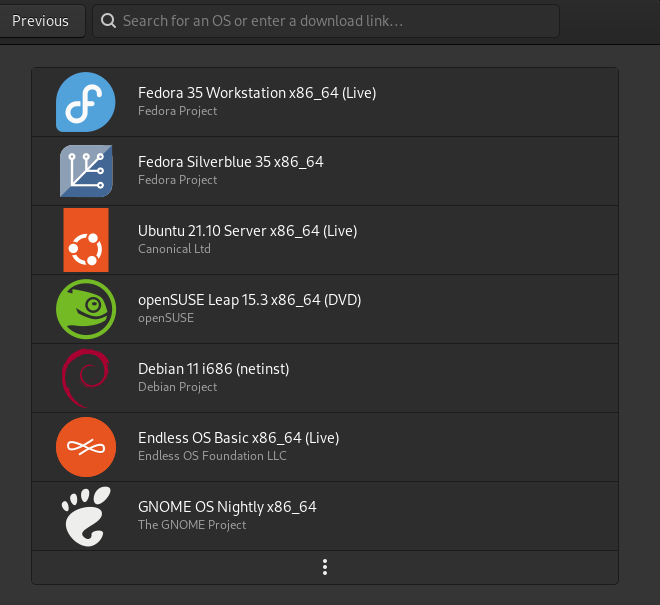 Previous
Search for an OS or enter a download link...
Fedora 35 Workstation x86_64 (Live)
Fedora Project
Fedora Silverblue 35 x86_64
Fedora Project
Ubuntu 21.10 Server x86_64 (Live)
Canonical Ltd
openSUSE Leap 15.3 x86_64 (DVD)
openSUSE
Debian 11 i686 (netinst)
Debian Project
Endless OS Basic x86_64 (Live)
Endless OS Foundation LLC
GNOME OS Nightly x86_64
The GNOME Project